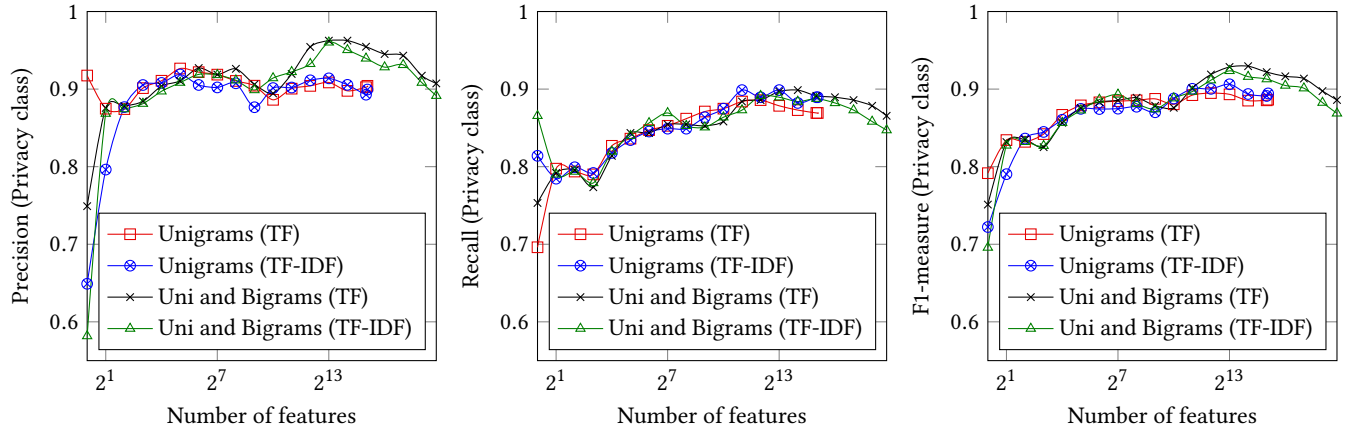 Precision (Privacy class)
1
0.9
0.8
0.7
0.6
2^1
2^7
2^13
Number of features
Unigrams (TF)
Unigrams (TF-IDF)
Uni and Bigrams (TF)
Uni and Bigrams (TF-IDF)
Recall (Privacy class)
1
0.9
0.8
0.7
0.6
2^1
2^7
2^13
Number of features
Unigrams (TF)
Unigrams (TF-IDF)
Uni and Bigrams (TF)
Uni and Bigrams (TF-IDF)
F1-measure (Privacy class)
1
0.9
0.8
0.7
0.6
2^1
2^7
2^13
Number of features
Unigrams (TF)
Unigrams (TF-IDF)
Uni and Bigrams (TF)
Uni and Bigrams (TF-IDF)